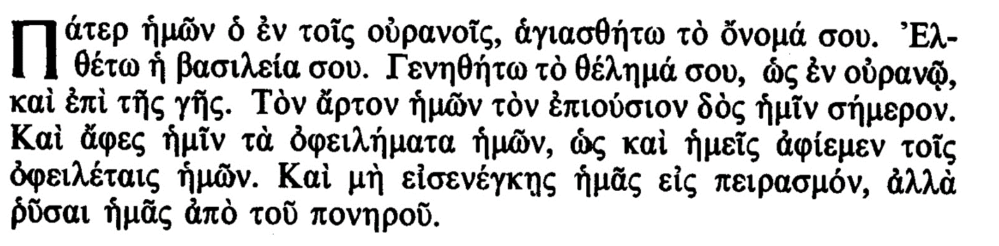 Πάτερ ἡμῶν ὁ ἐν τοῖς οὐρανοῖς, ἁγιασθήτω τὸ ὄνομά σου. Ἐλ-
θέτω ἡ βασιλεία σου. Γενηθήτω τὸ θέλημά σου, ὡς ἐν οὐρανῷ,
καὶ ἐπὶ τῆς γῆς. Τὸν ἄρτον ἡμῶν τὸν ἐπιούσιον δὸς ἡμῖν σήμερον.
Καὶ ἄφες ἡμῖν τὰ ὀφειλήματα ἡμῶν, ὡς καὶ ἡμεῖς ἀφίεμεν τοῖς
ὀφειλέταις ἡμῶν. Καὶ μὴ εἰσενέγκῃς ἡμᾶς εἰς πειρασμόν, ἀλλὰ
ῥῦσαι ἡμᾶς ἀπὸ τοῦ πονηροῦ.